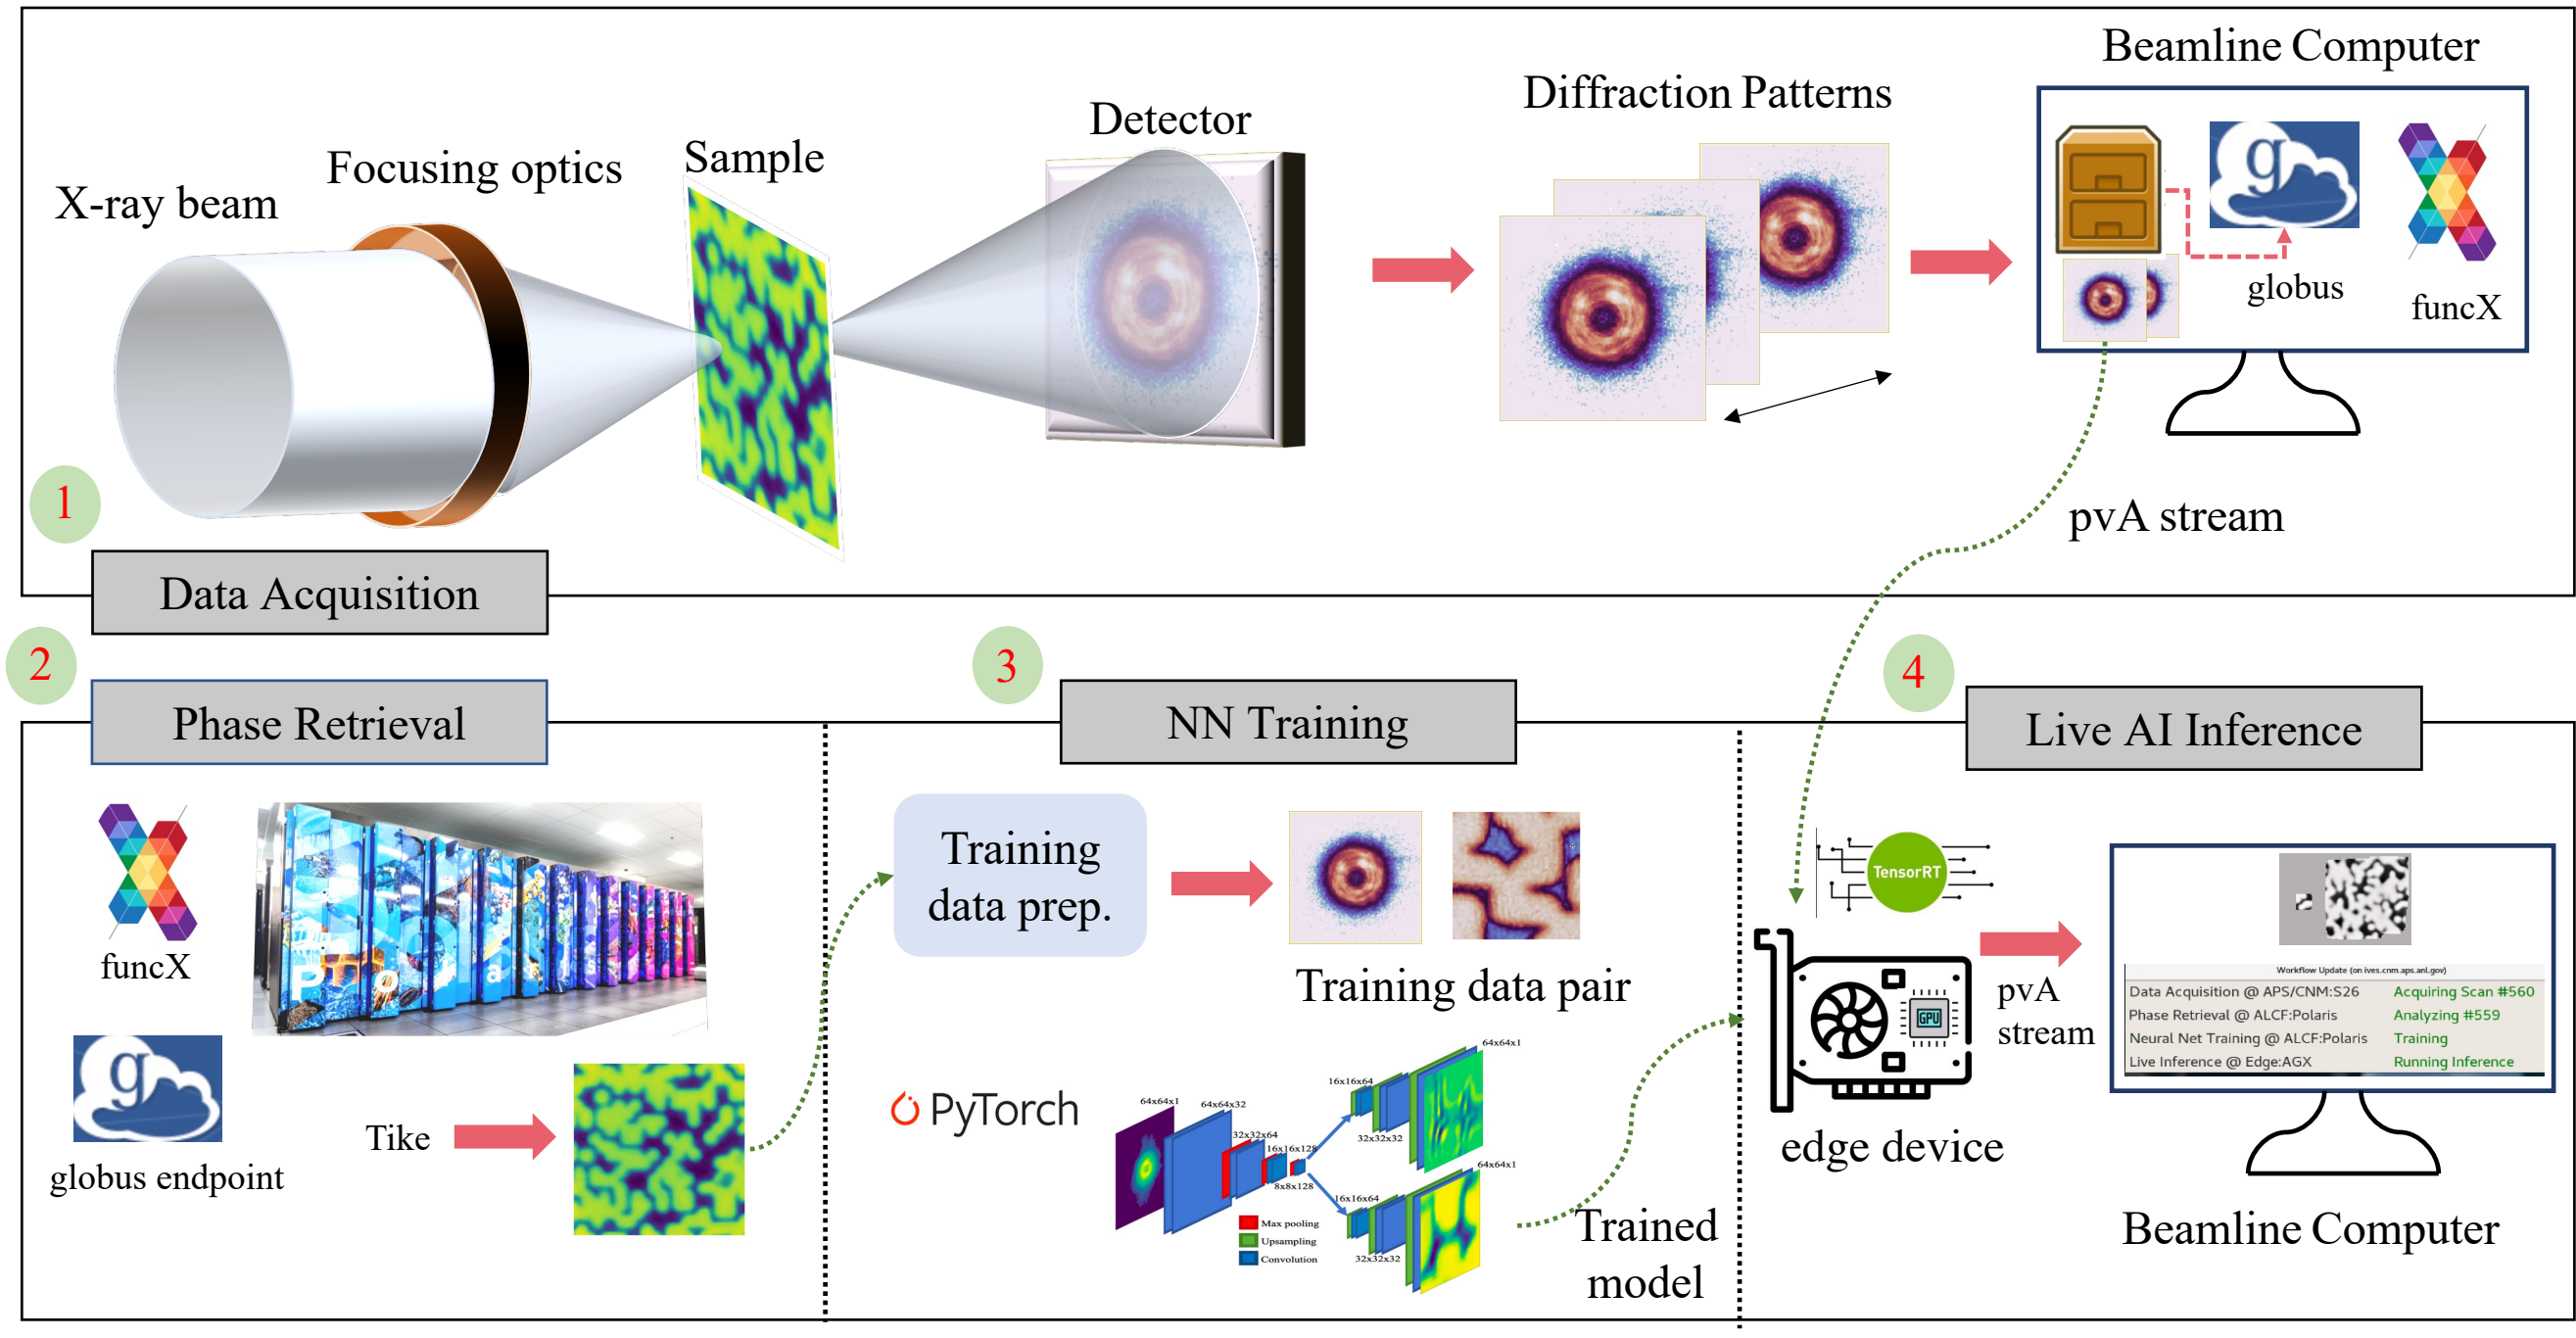 Beamline Computer
Diffraction Patterns
Detector
Sample
Focusing optics
X-ray beam
g
globus
funcX
pvA stream
1
Data Acquisition
2
Phase Retrieval
3
NN Training
4
Live AI Inference
funcX
P o l a r i s
g
globus endpoint
Tike
Training
data prep.
Training data pair
PyTorch
64x64x1
64x64x32
32x32x64
16x16x128
8x8x128
16x16x64
32x32x32
64x64x1
16x16x64
32x32x32
64x64x1
Max pooling
Upsampling
Convolution
Trained
model
TensorRT
GPU
edge device
pvA
stream
Workflow Update (on ives.cnm.aps.anl.gov)
Data Acquisition @ APS/CNM:S26 Acquiring Scan #560
Phase Retrieval @ ALCF:Polaris Analyzing #559
Neural Net Training @ ALCF:Polaris Training
Live Inference @ Edge:AGX Running Inference
Beamline Computer